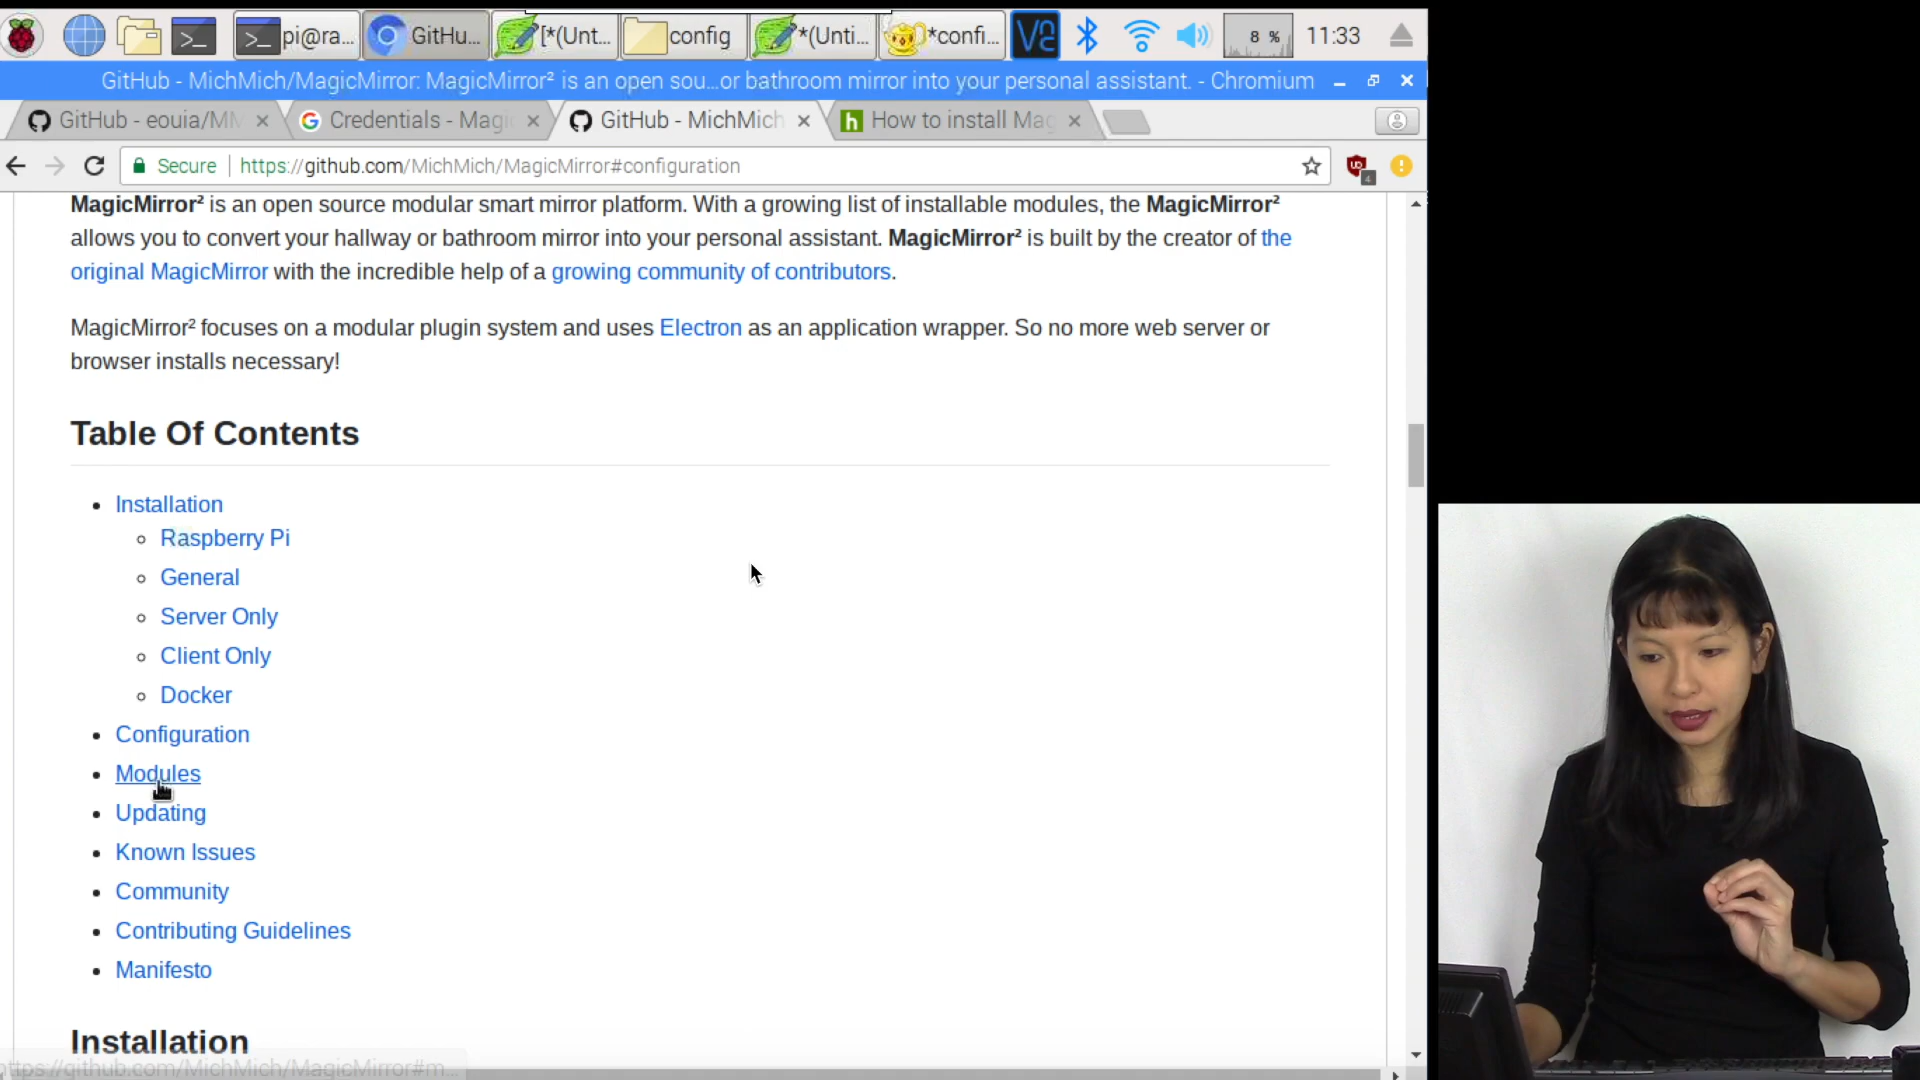 pi@ra...
GitHu...
[*(Unt...
config
*(Unti...
*confi...
8 %
11:33
GitHub - MichMich/MagicMirror: MagicMirror² is an open sou...or bathroom mirror into your personal assistant. - Chromium
GitHub - eouia/MM
Credentials - Magi
GitHub - MichMich
How to install Mag
Secure
https://github.com/MichMich/MagicMirror#configuration
4
MagicMirror² is an open source modular smart mirror platform. With a growing list of installable modules, the MagicMirror²
allows you to convert your hallway or bathroom mirror into your personal assistant. MagicMirror² is built by the creator of the
original MagicMirror with the incredible help of a growing community of contributors.
MagicMirror² focuses on a modular plugin system and uses Electron as an application wrapper. So no more web server or
browser installs necessary!
Table Of Contents
Installation
Raspberry Pi
General
Server Only
Client Only
Docker
Configuration
Modules
Updating
Known Issues
Community
Contributing Guidelines
Manifesto
Installation
https://github.com/MichMich/MagicMirror#m...